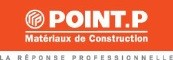 POINT.P
Matériaux de Construction
LA RÉPONSE PROFESSIONNELLE